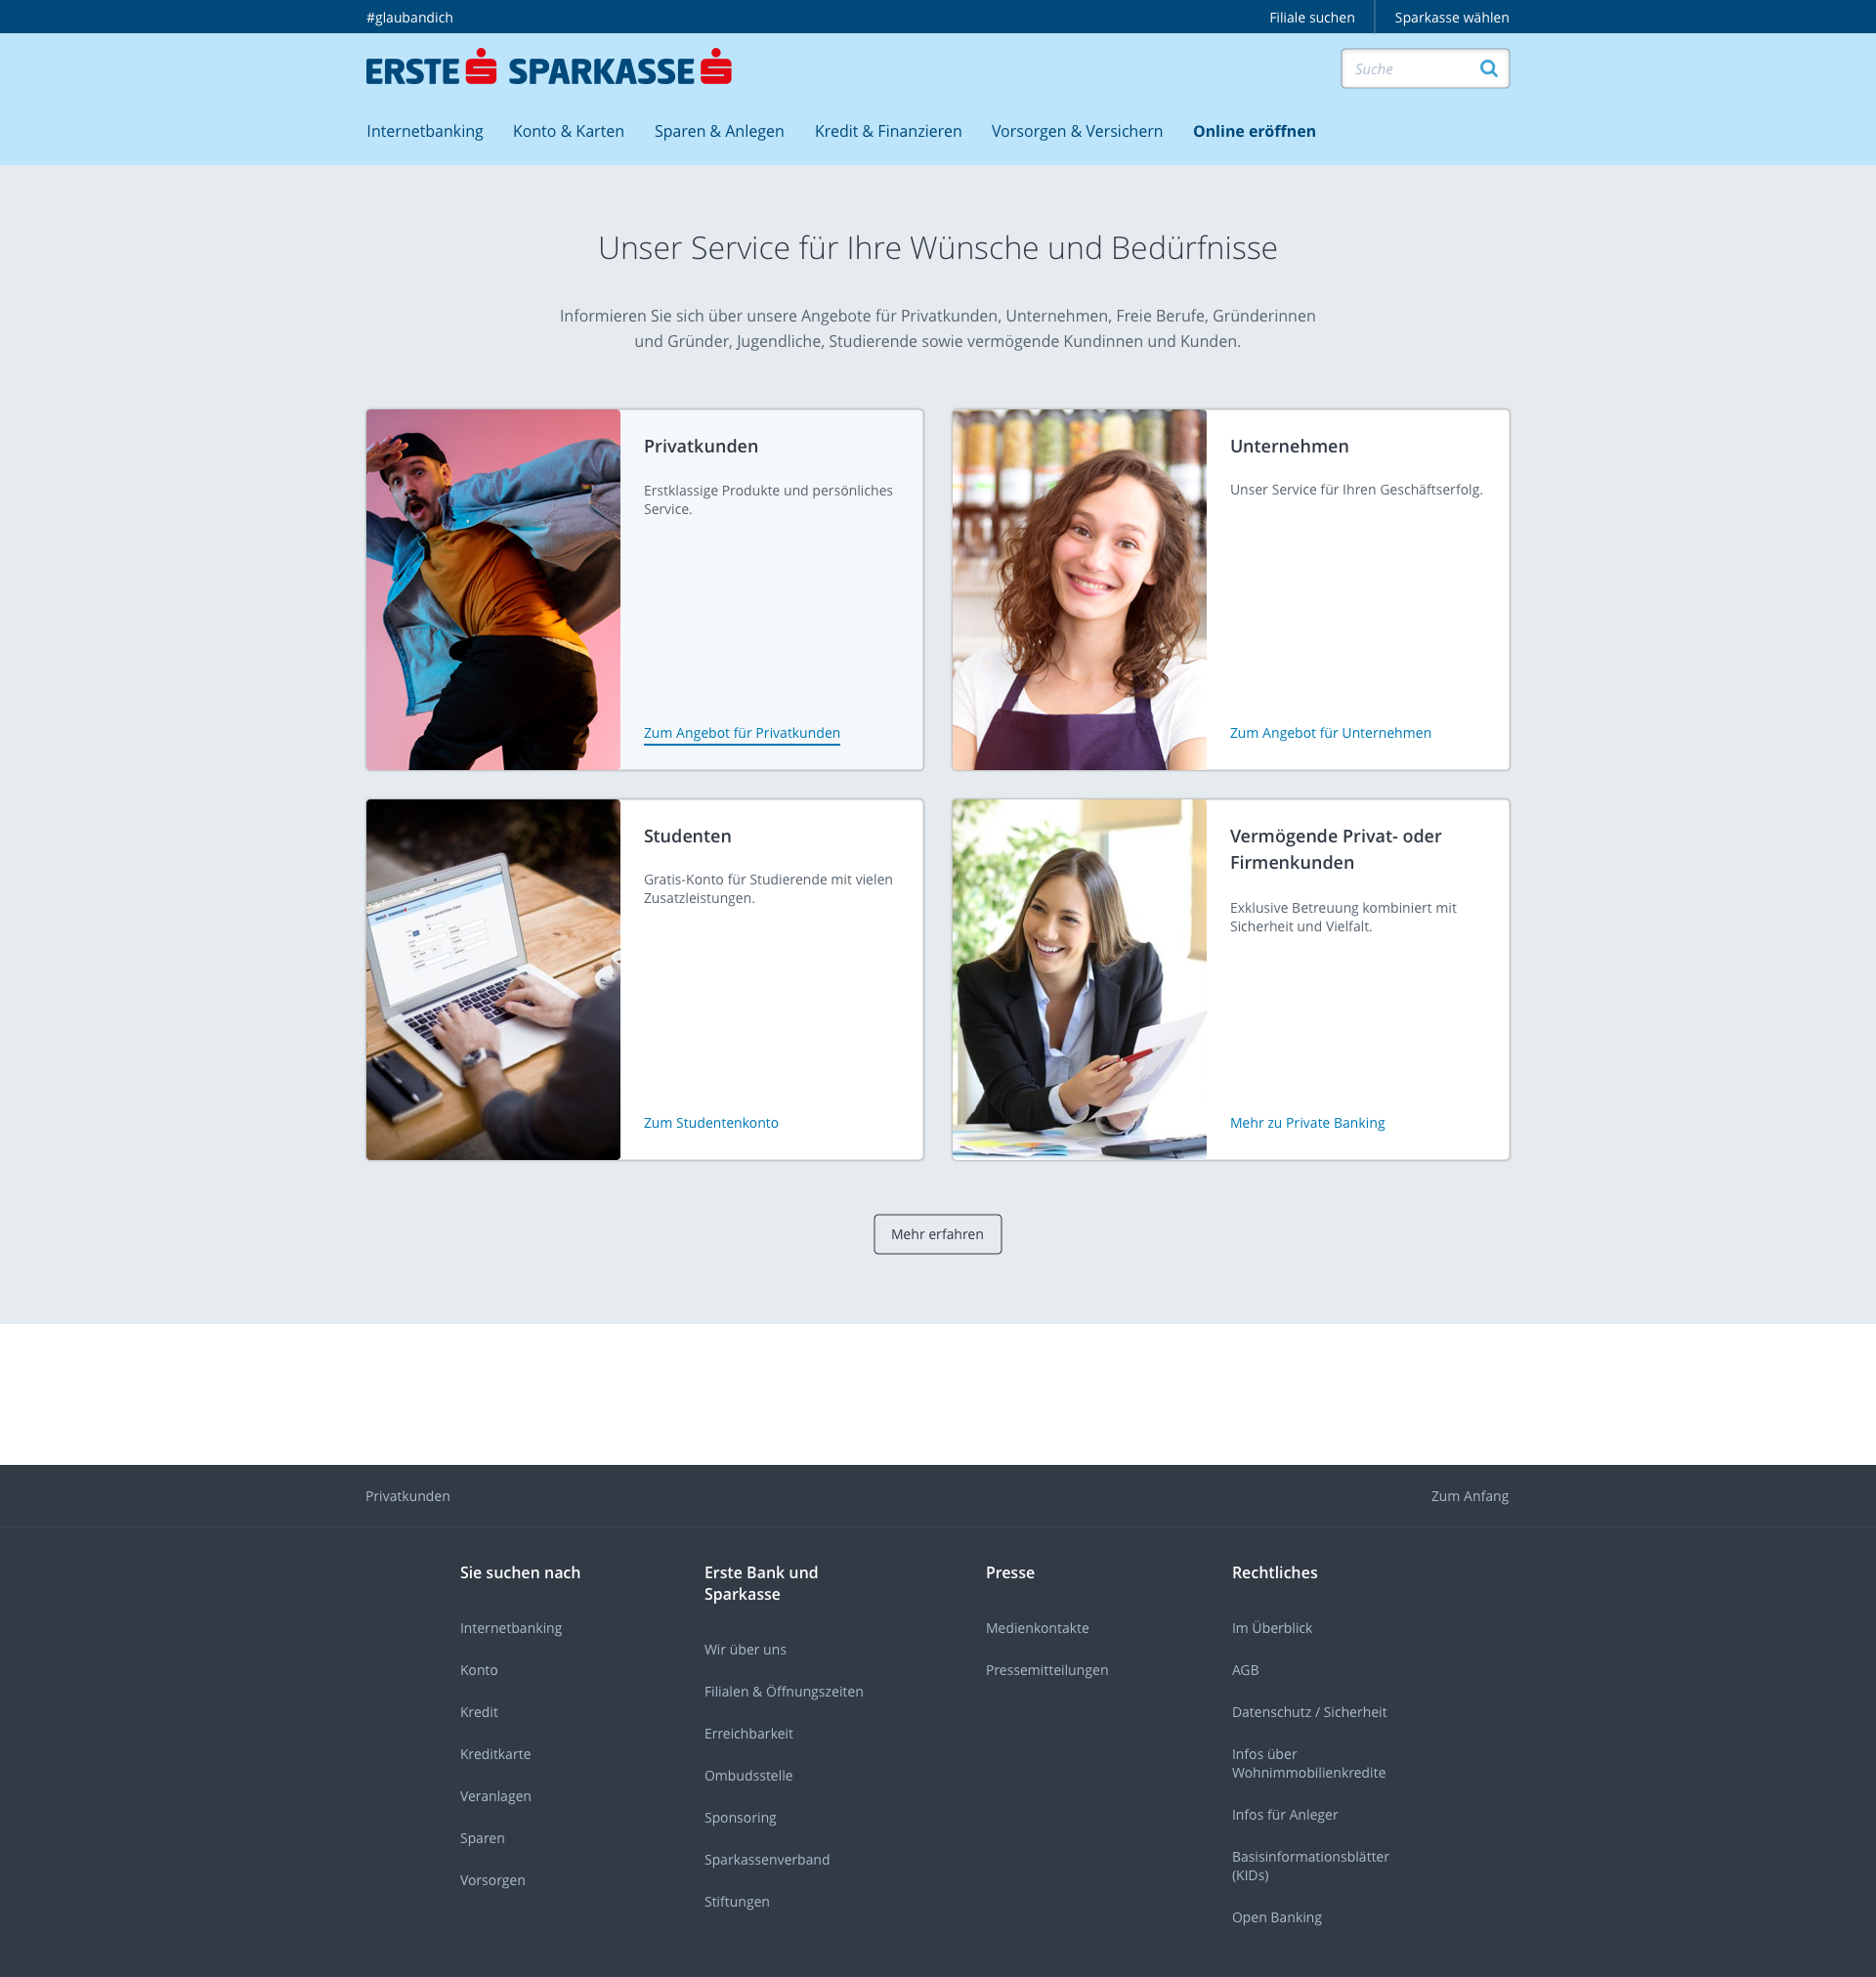 #glaubandich
Filiale suchen
Sparkasse wählen
ERSTE SPARKASSE
Suche
Internetbanking
Konto & Karten
Sparen & Anlegen
Kredit & Finanzieren
Vorsorgen & Versichern
Online eröffnen
Unser Service für Ihre Wünsche und Bedürfnisse
Informieren Sie sich über unsere Angebote für Privatkunden, Unternehmen, Freie Berufe, Gründerinnen
und Gründer, Jugendliche, Studierende sowie vermögende Kundinnen und Kunden.
Privatkunden
Erstklassige Produkte und persönliches
Service.
Zum Angebot für Privatkunden
Unternehmen
Unser Service für Ihren Geschäftserfolg.
Zum Angebot für Unternehmen
Studenten
Gratis-Konto für Studierende mit vielen
Zusatzleistungen.
Zum Studentenkonto
Vermögende Privat- oder
Firmenkunden
Exklusive Betreuung kombiniert mit
Sicherheit und Vielfalt.
Mehr zu Private Banking
Mehr erfahren
Privatkunden
Zum Anfang
Sie suchen nach
Internetbanking
Konto
Kredit
Kreditkarte
Veranlagen
Sparen
Vorsorgen
Erste Bank und
Sparkasse
Wir über uns
Filialen & Öffnungszeiten
Erreichbarkeit
Ombudsstelle
Sponsoring
Sparkassenverband
Stiftungen
Presse
Medienkontakte
Pressemitteilungen
Rechtliches
Im Überblick
AGB
Datenschutz / Sicherheit
Infos über
Wohnimmobilienkredite
Infos für Anleger
Basisinformationsblätter
(KIDs)
Open Banking